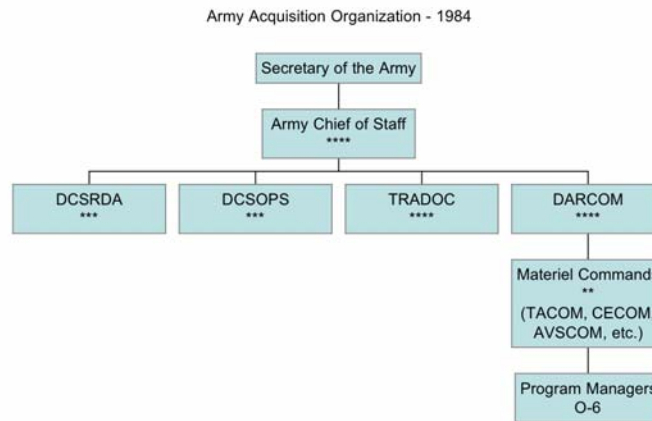 Army Acquisition Organization - 1984
Secretary of the Army
Army Chief of Staff
****
DCSRDA
***
DCSOPS
***
TRADOC
****
DARCOM
****
Materiel Command
**
(TACOM, CECOM,
AVSCOM, etc.)
Program Managers
O-6